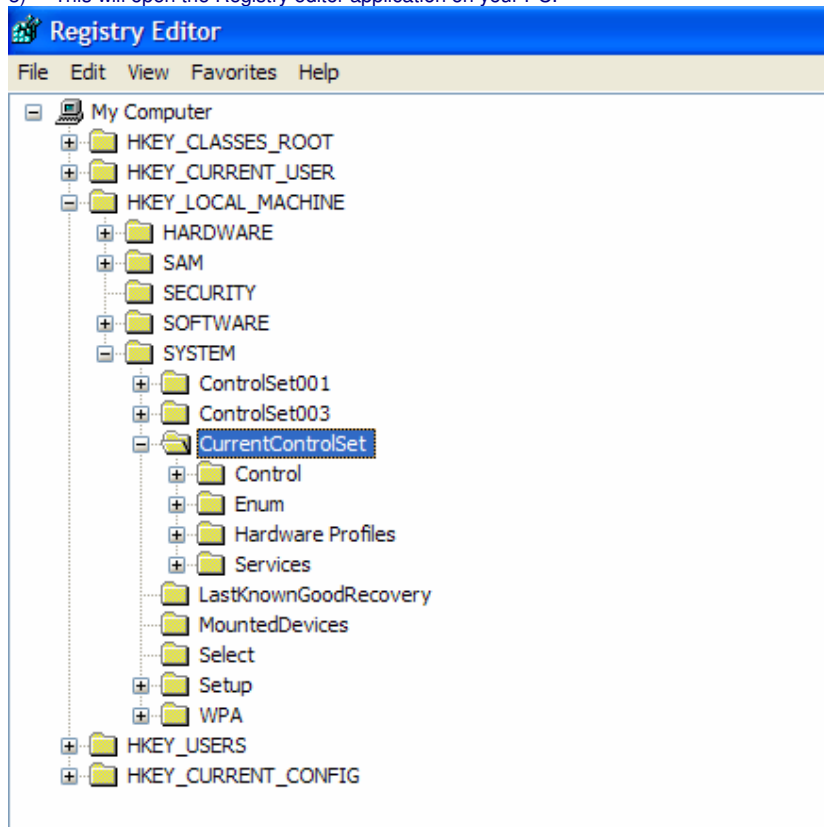 This will open the Registry editor application on your PC.
Registry Editor
File Edit View Favorites Help
My Computer
HKEY_CLASSES_ROOT
HKEY_CURRENT_USER
HKEY_LOCAL_MACHINE
HARDWARE
SAM
SECURITY
SOFTWARE
SYSTEM
ControlSet001
ControlSet003
CurrentControlSet
Control
Enum
Hardware Profiles
Services
LastKnownGoodRecovery
MountedDevices
Select
Setup
WPA
HKEY_USERS
HKEY_CURRENT_CONFIG